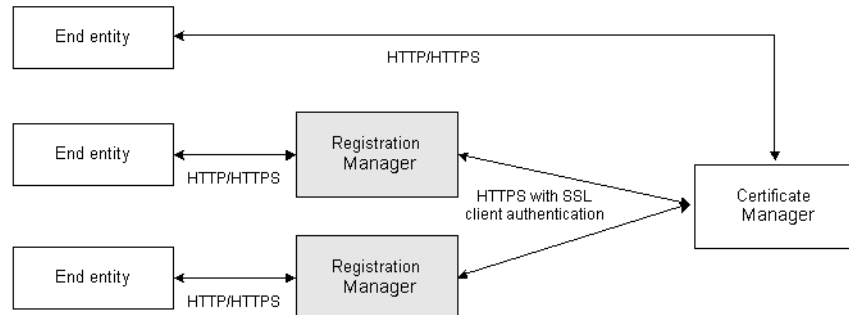 End entity
HTTP/HTTPS
End entity
HTTP/HTTPS
Registration
Manager
HTTPS with SSL
client authentication
Certificate
Manager
End entity
HTTP/HTTPS
Registration
Manager